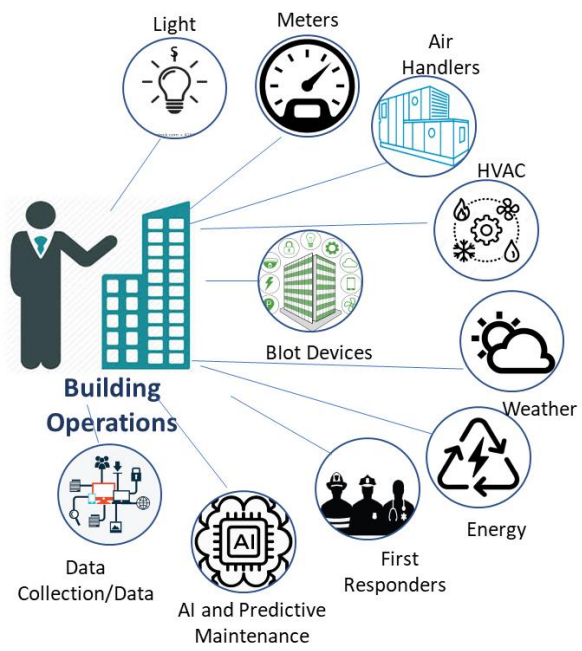 Light
Meters
Air
Handlers
HVAC
BIot Devices
Weather
Building
Operations
Energy
First
Responders
AI
AI and Predictive
Maintenance
Data
Collection/Data